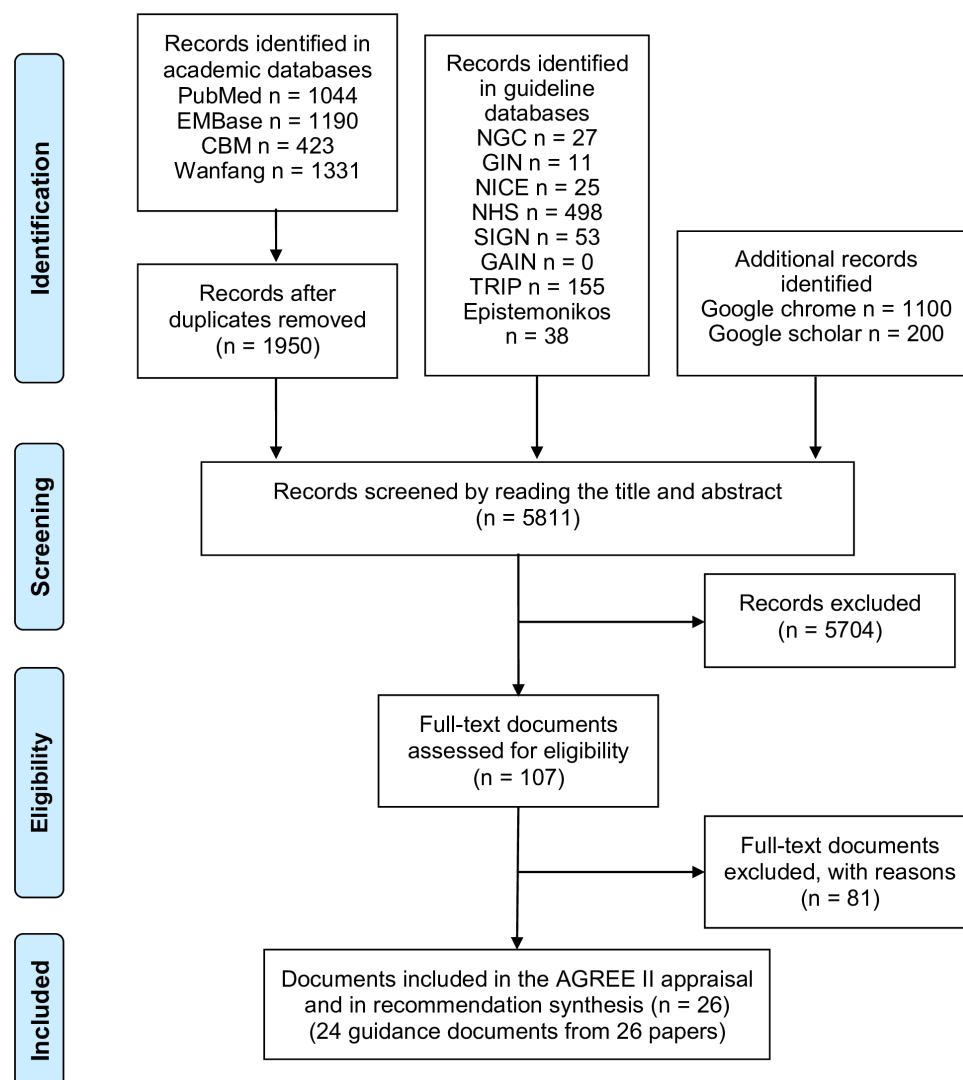 Identification
Records identified in
academic databases
PubMed n = 1044
EMBase n = 1190
CBM n = 423
Wanfang n = 1331
Records after
duplicates removed
(n = 1950)
Records identified
in guideline
databases
NGC n = 27
GIN n = 11
NICE n = 25
NHS n = 498
SIGN n = 53
GAIN n = 0
TRIP n = 155
Epistemonikos
n = 38
Additional records
identified
Google chrome n = 1100
Google scholar n = 200
Screening
Records screened by reading the title and abstract
(n = 5811)
Records excluded
(n = 5704)
Eligibility
Full-text documents
assessed for eligibility
(n = 107)
Full-text documents
excluded, with reasons
(n = 81)
Included
Documents included in the AGREE II appraisal
and in recommendation synthesis (n = 26)
(24 guidance documents from 26 papers)